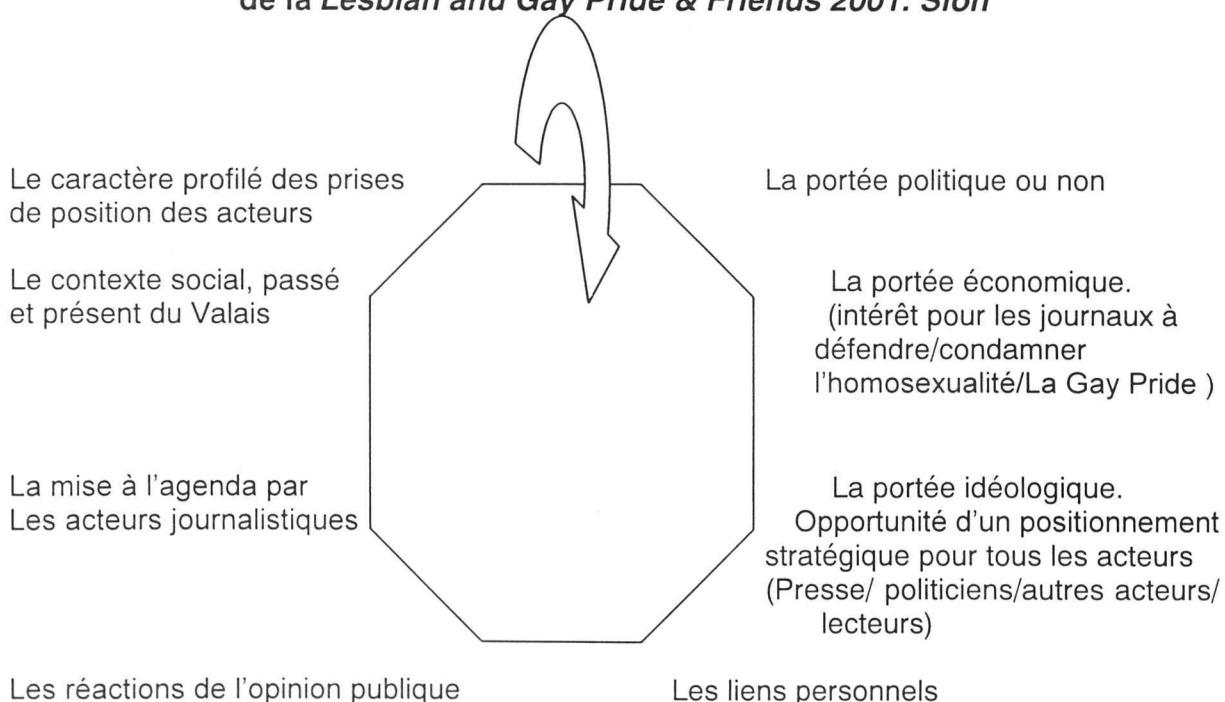 de la Lesbian and Gay Pride & Friends 2001. Sion
Le caractère profilé des prises
de position des acteurs
La portée politique ou non
Le contexte social, passé
et présent du Valais
La portée économique.
(intérêt pour les journaux à
défendre/condamner
l'homosexualité/La Gay Pride )
La mise à l'agenda par
Les acteurs journalistiques
La portée idéologique.
Opportunité d'un positionnement
stratégique pour tous les acteurs
(Presse/ politiciens/autres acteurs/
lecteurs)
Les réactions de l'opinion publique
Les liens personnels